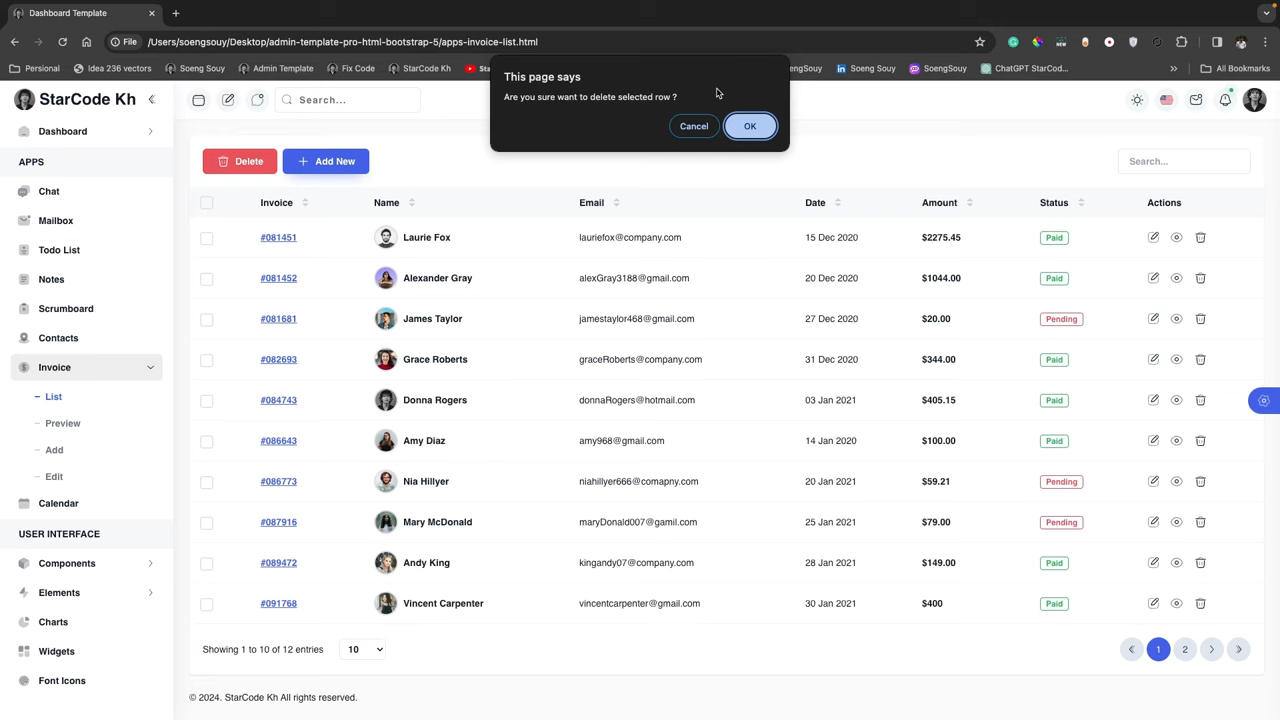 Dashboard Template
File /Users/soengsouy/Desktop/admin-template-pro-html-bootstrap-5/apps-invoice-list.html
Personal Idea 236 vectors Soeng Souy Admin Template Fix Code StarCode Kh Soeng Souy SoengSouy ChatGPT StarCod... All Bookmarks
This page says
Are you sure want to delete selected row ?
Cancel OK
StarCode Kh
Search...
Dashboard
APPS
Chat
Mailbox
Todo List
Notes
Scrumboard
Contacts
Invoice
List
Preview
Add
Edit
Calendar
USER INTERFACE
Components
Elements
Charts
Widgets
Font Icons
Delete Add New Search...
Invoice Name Email Date Amount Status Actions
#081451 Laurie Fox lauriefox@company.com 15 Dec 2020 $2275.45 Paid
#081452 Alexander Gray alexGray3188@gmail.com 20 Dec 2020 $1044.00 Paid
#081681 James Taylor jamestaylor468@gmail.com 27 Dec 2020 $20.00 Pending
#082693 Grace Roberts graceRoberts@company.com 31 Dec 2020 $344.00 Paid
#084743 Donna Rogers donnaRogers@hotmail.com 03 Jan 2021 $405.15 Paid
#086643 Amy Diaz amy968@gmail.com 14 Jan 2020 $100.00 Paid
#086773 Nia Hillyer niahillyer666@comapny.com 20 Jan 2021 $59.21 Pending
#087916 Mary McDonald maryDonald007@gamil.com 25 Jan 2021 $79.00 Pending
#089472 Andy King kingandy07@company.com 28 Jan 2021 $149.00 Paid
#091768 Vincent Carpenter vincentcarpenter@gmail.com 30 Jan 2021 $400 Paid
Showing 1 to 10 of 12 entries 10 1 2
© 2024. StarCode Kh All rights reserved.